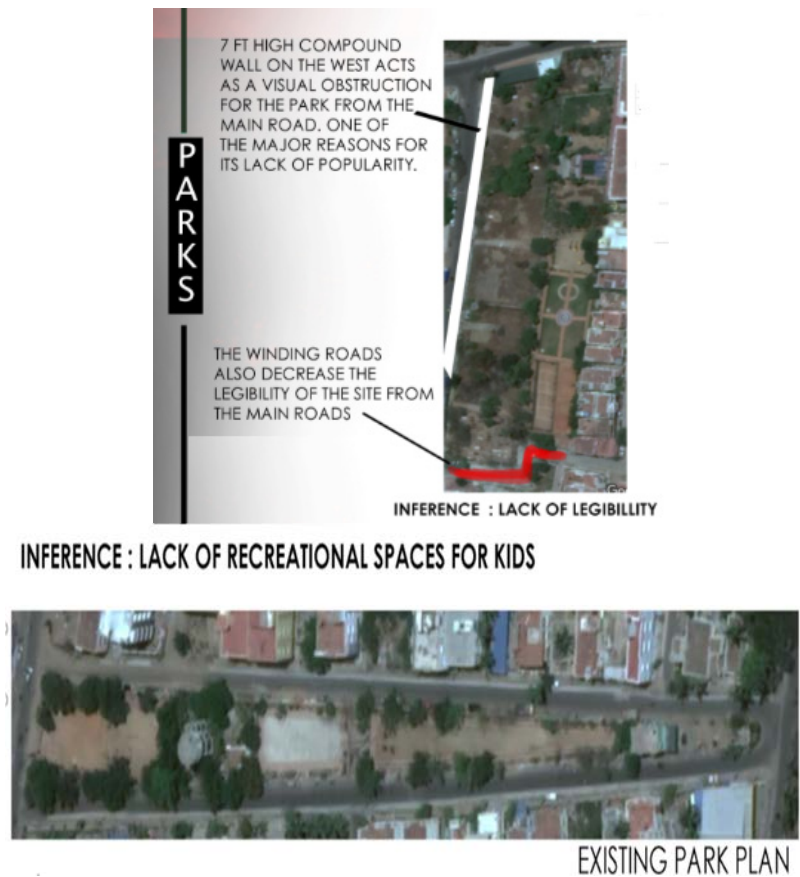 PARKS
7 FT HIGH COMPOUND
WALL ON THE WEST ACTS
AS A VISUAL OBSTRUCTION
FOR THE PARK FROM THE
MAIN ROAD. ONE OF
THE MAJOR REASONS FOR
ITS LACK OF POPULARITY.
THE WINDING ROADS
ALSO DECREASE THE
LEGIBILITY OF THE SITE FROM
THE MAIN ROADS
Go
INFERENCE : LACK OF LEGIBILLITY
INFERENCE : LACK OF RECREATIONAL SPACES FOR KIDS
EXISTING PARK PLAN